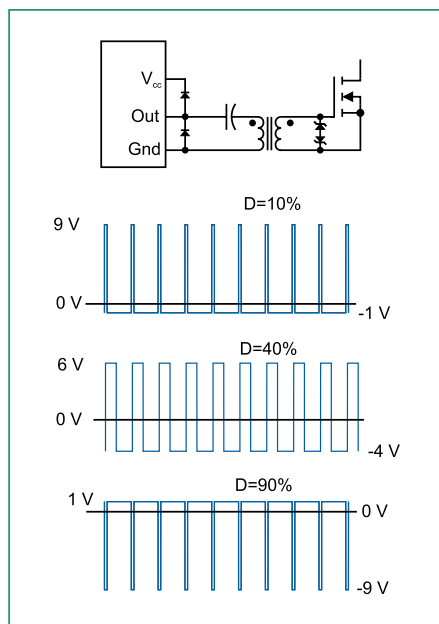 Vcc
Out
Gnd
D=10%
9 V
0 V
-1 V
D=40%
6 V
0 V
-4 V
D=90%
1 V
0 V
-9 V